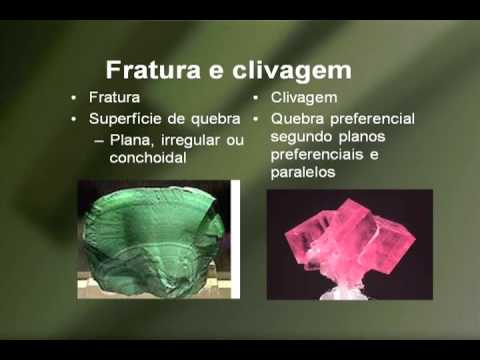 Fratura e clivagem
• Fratura
• Superfície de quebra
– Plana, irregular ou
conchoidal
• Clivagem
• Quebra preferencial
segundo planos
preferenciais e
paralelos